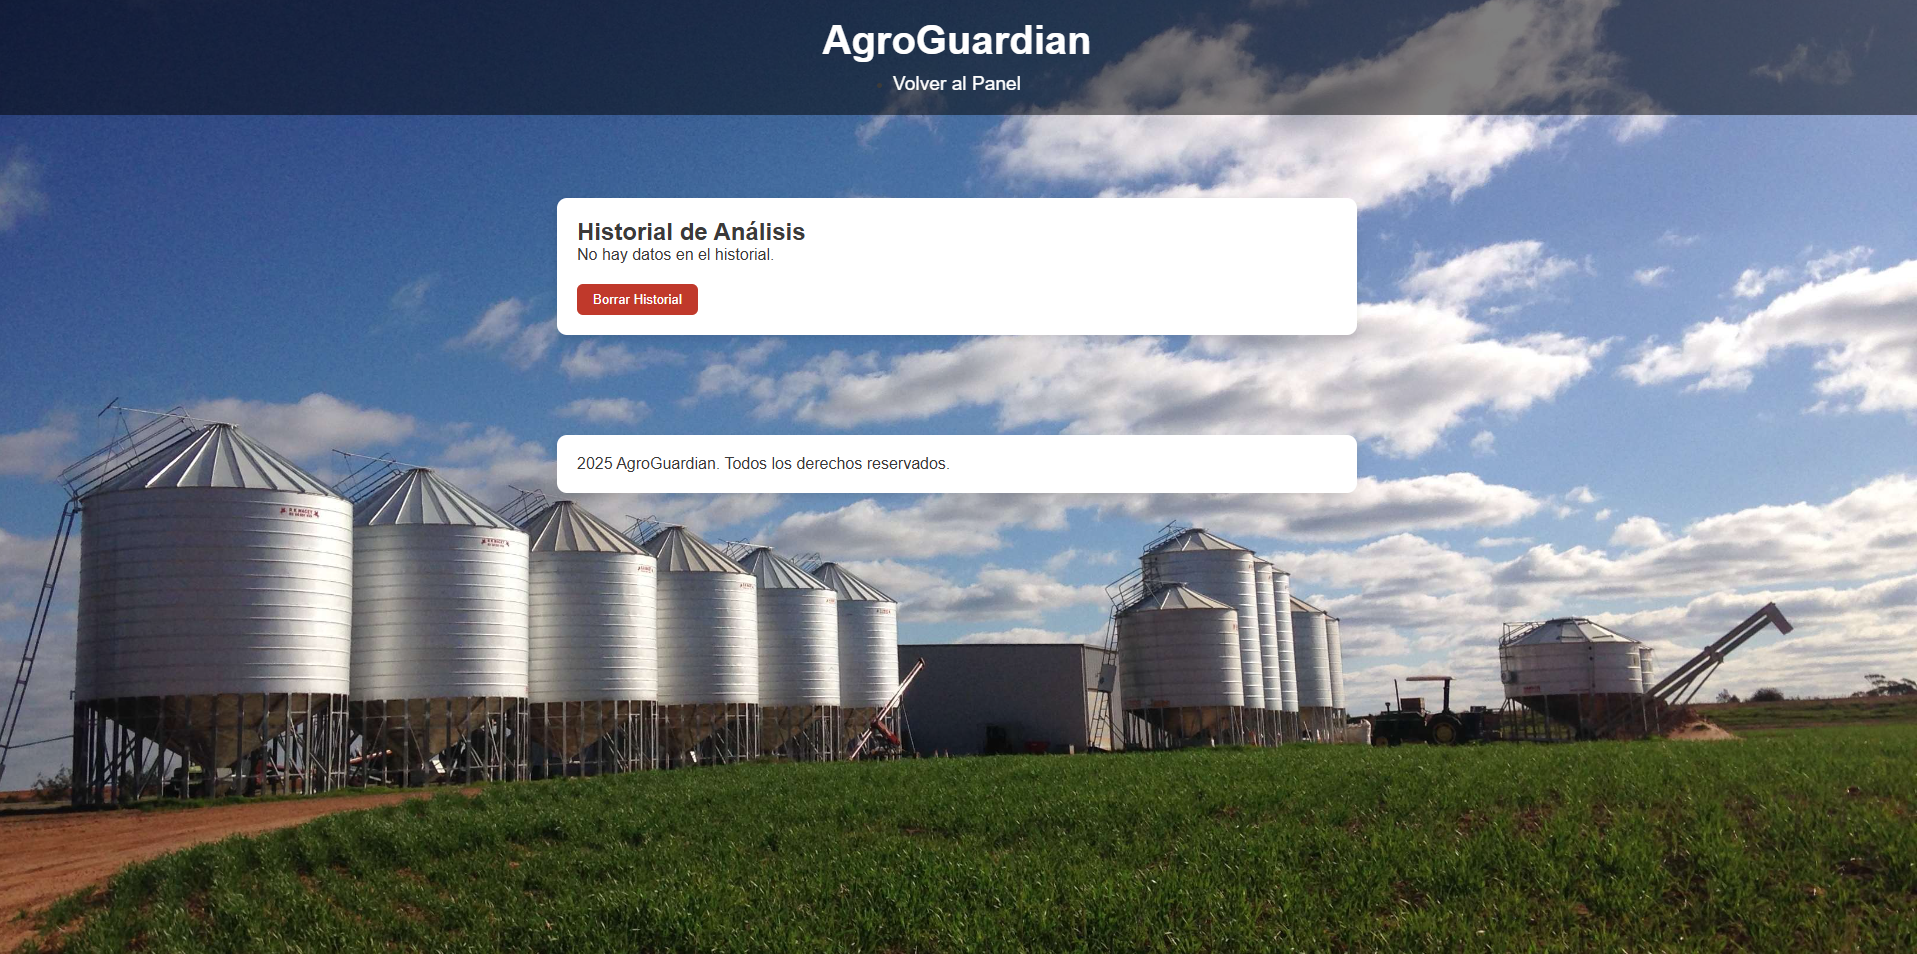 AgroGuardian
Volver al Panel
Historial de Análisis
No hay datos en el historial.
Borrar Historial
2025 AgroGuardian. Todos los derechos reservados.